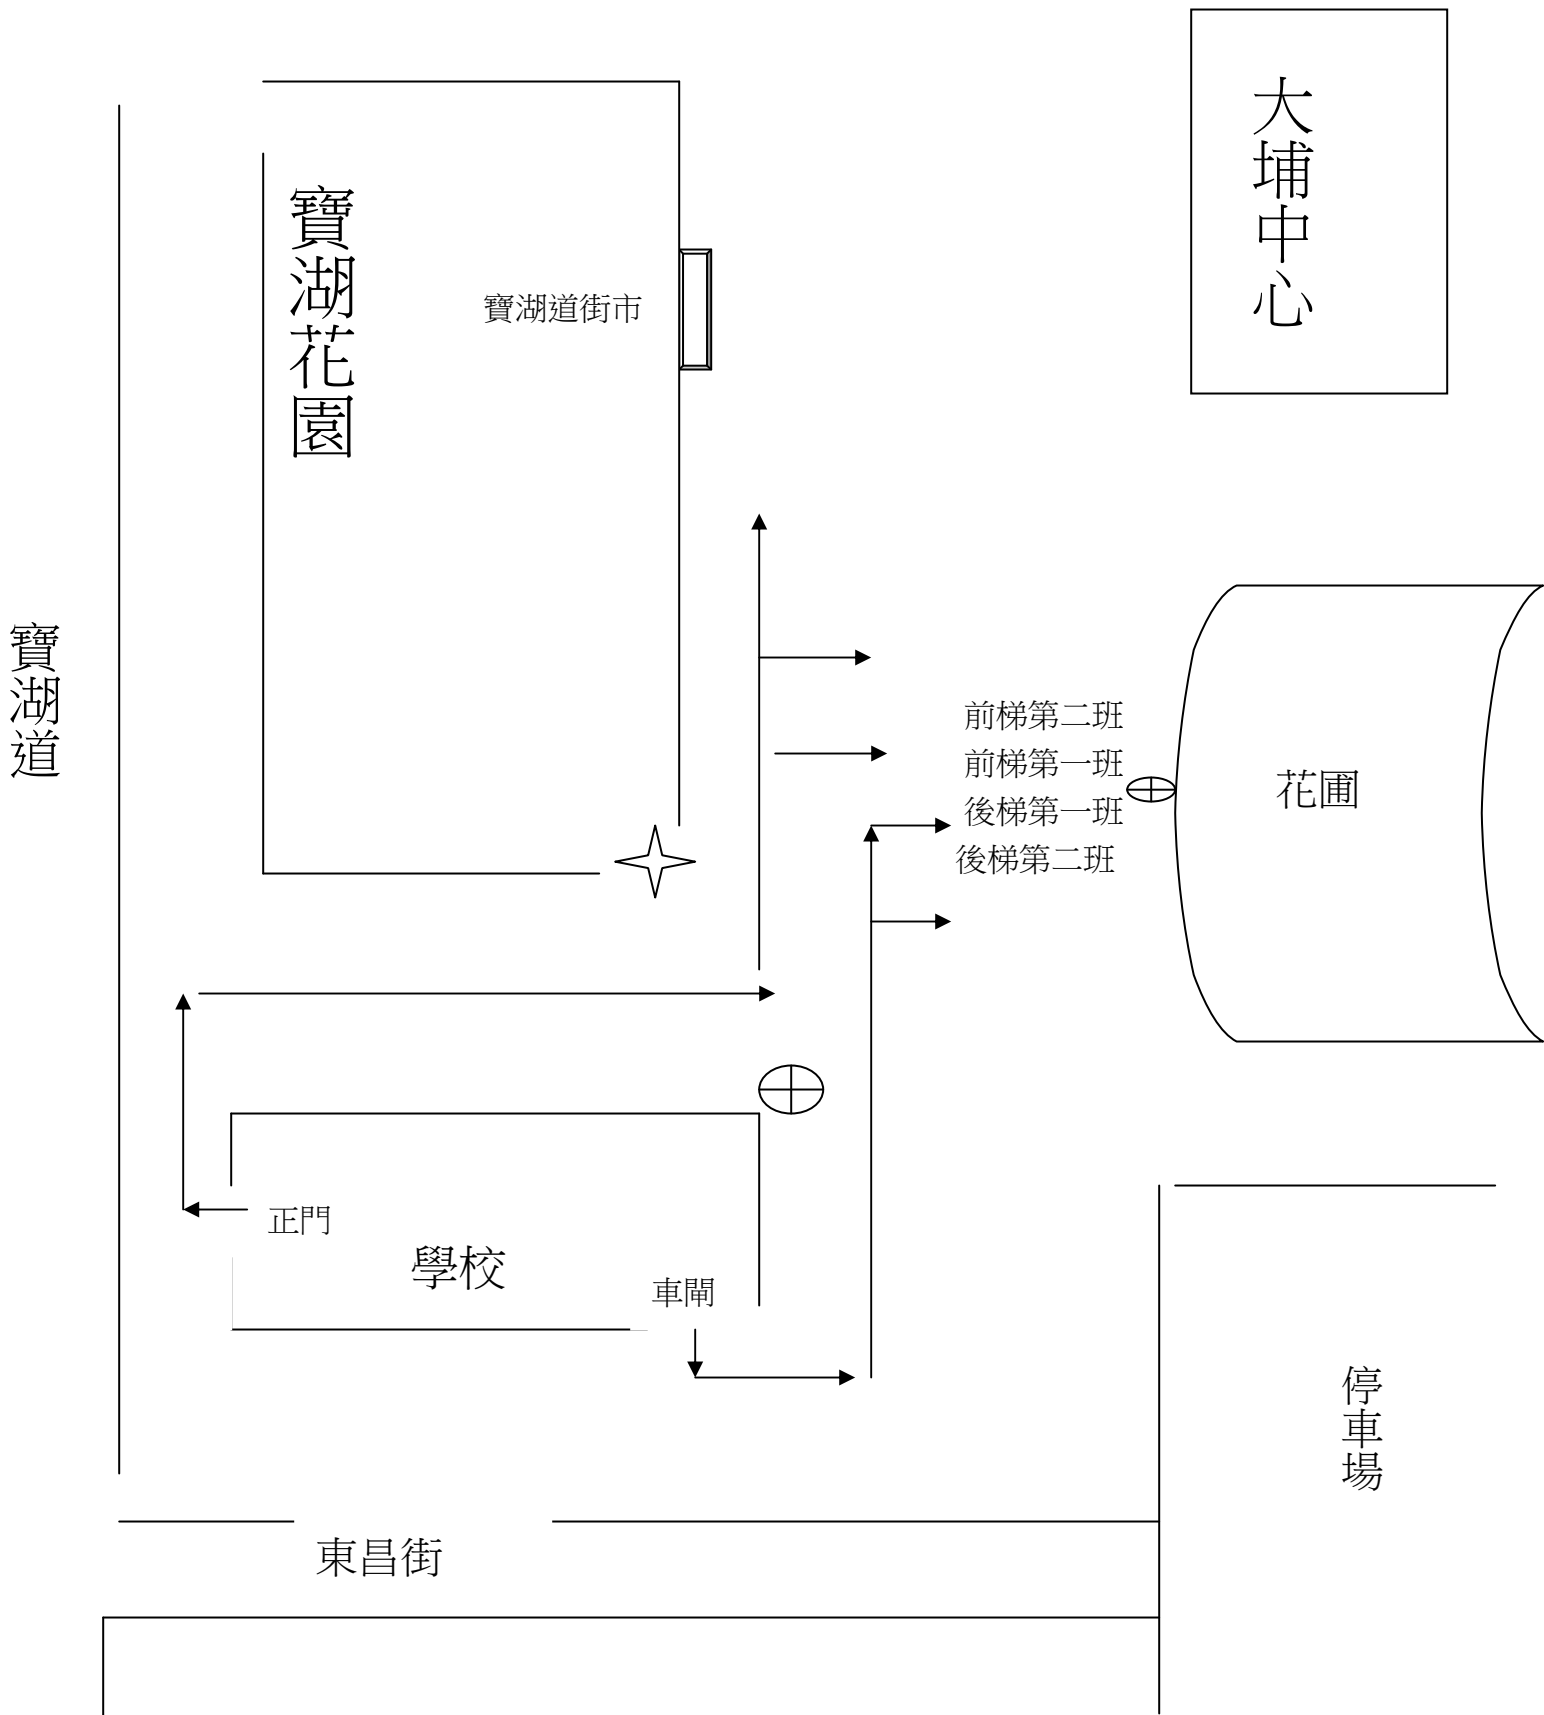 大埔中心
寶湖花園
寶湖道街市
寶湖道
前梯第二班
前梯第一班
後梯第一班
後梯第二班
花圃
正門
學校
車閘
停車場
東昌街